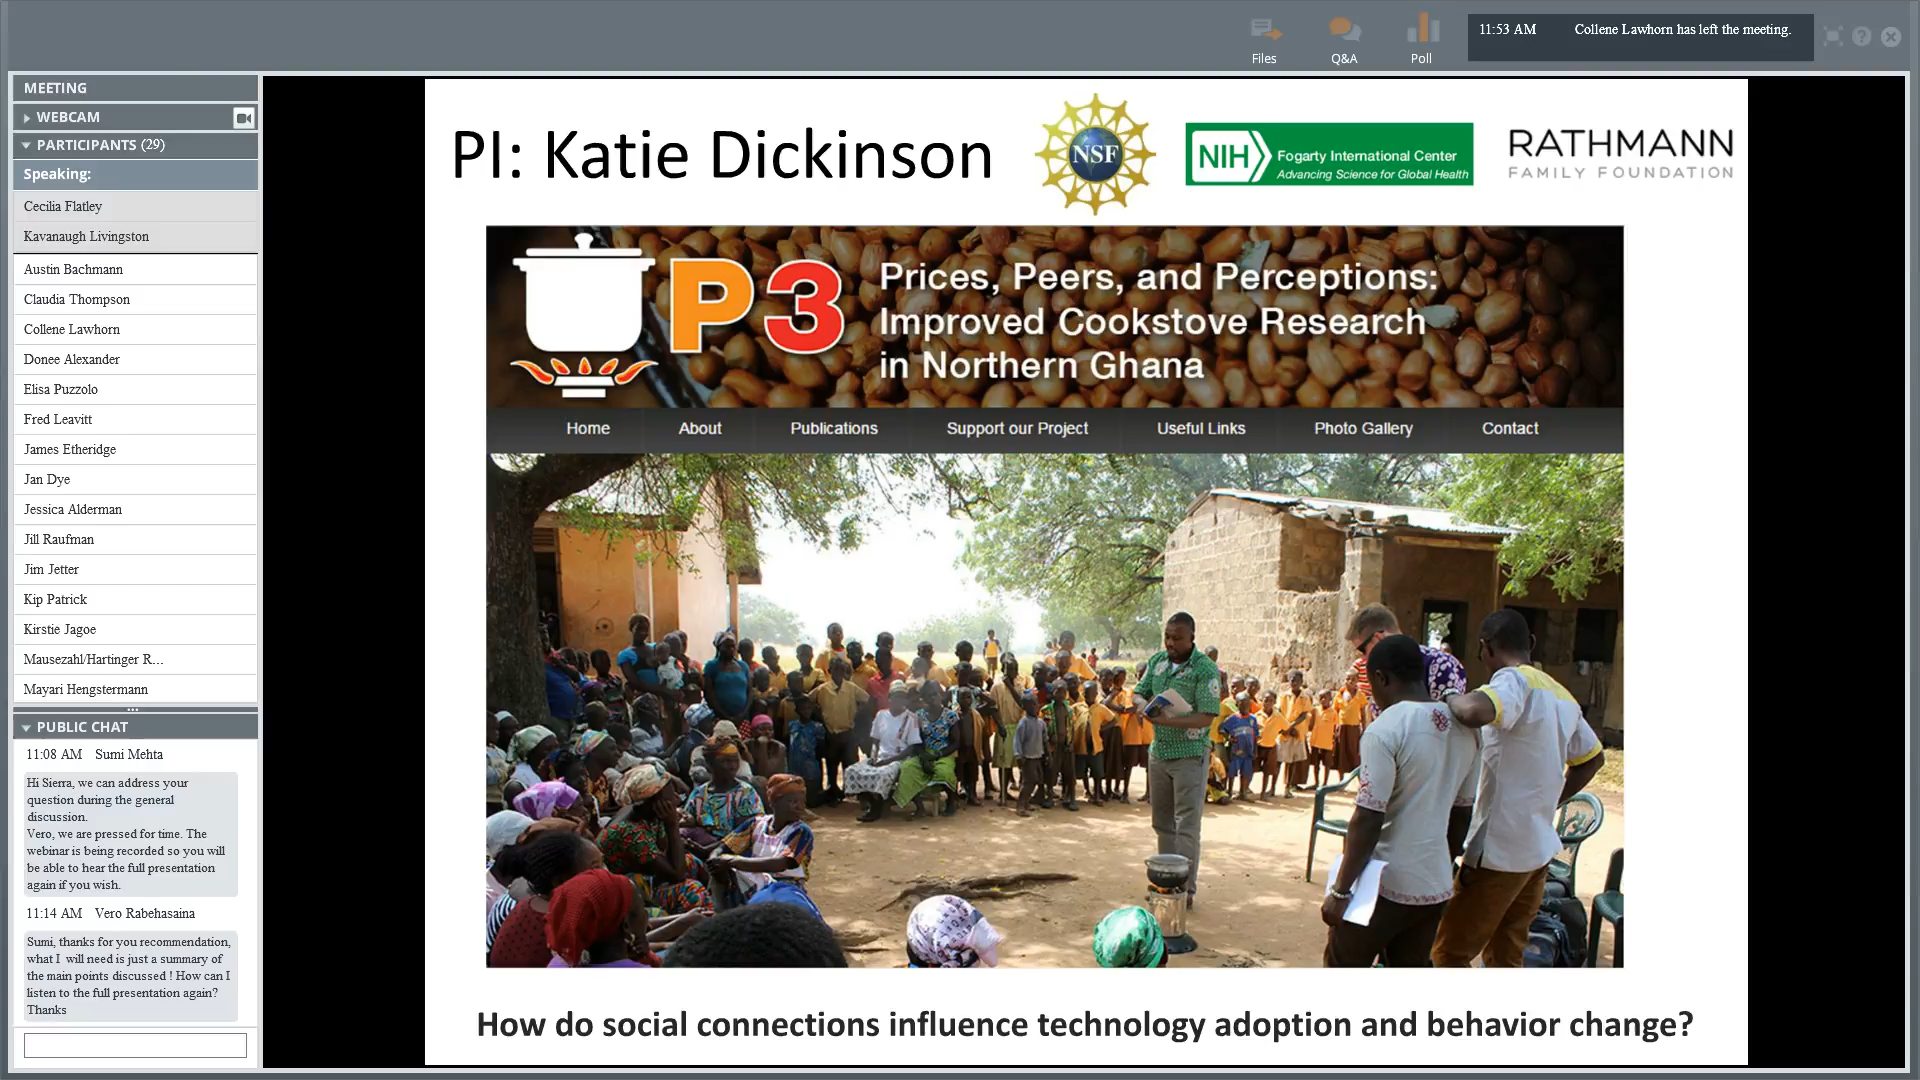 Files
Q&A
Poll
11:53 AM Collene Lawhorn has left the meeting.
MEETING
WEBCAM
PARTICIPANTS (29)
Speaking:
Cecilia Flatley
Kavanaugh Livingston
Austin Bachmann
Claudia Thompson
Collene Lawhorn
Donee Alexander
Elisa Puzzolo
Fred Leavitt
James Etheridge
Jan Dye
Jessica Alderman
Jill Raufman
Jim Jetter
Kip Patrick
Kirstie Jagoe
Mausezahl/Hartinger R...
Mayari Hengstermann
PUBLIC CHAT
11:08 AM Sumi Mehta
Hi Sierra, we can address your
question during the general
discussion.
Vero, we are pressed for time. The
webinar is being recorded so you will
be able to hear the full presentation
again if you wish.
11:14 AM Vero Rabehasaina
Sumi, thanks for you recommendation,
what I will need is just a summary of
the main points discussed ! How can I
listen to the full presentation again?
Thanks
PI: Katie Dickinson
NSF
NIH
Fogarty International Center
Advancing Science for Global Health
RATHMANN
FAMILY FOUNDATION
P3
Prices, Peers, and Perceptions:
Improved Cookstove Research
in Northern Ghana
Home About Publications Support our Project Useful Links Photo Gallery Contact
How do social connections influence technology adoption and behavior change?